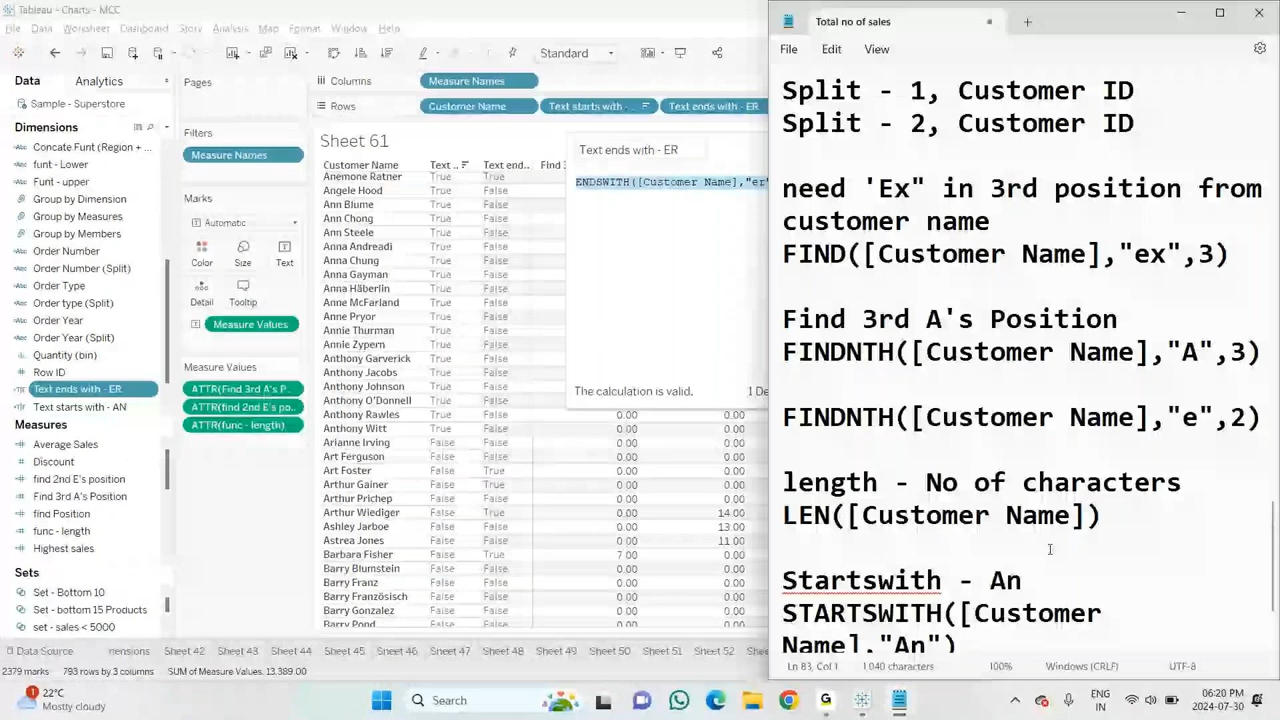 Tableau - Charts - MCC
File Data Worksheet Dashboard Story Analysis Map Format Window Help
Standard
Data Analytics
Sample - Superstore
Dimensions
Concate Funt (Region + ...
funt - Lower
Funt - upper
Group by Dimension
Group by Measures
Group by Members
Order Number
Order Number (Split)
Order Type
Order type (Split)
Order Year
Order Year (Split)
Quantity (bin)
Row ID
Text ends with - ER
Text starts with - AN
Measures
Average Sales
Discount
find 2nd E's position
Find 3rd A's Position
find Position
func - length
Highest sales
Sets
Set - Bottom 10
Set - bottom 15 Products
set - sales < 5000
Pages
Filters
Measure Names
Marks
Automatic
Color Size Text
Detail Tooltip
Measure Values
Measure Values
ATTR(Find 3rd A's P..
ATTR(find 2nd E's po..
ATTR(func - length)
Columns Measure Names
Rows Customer Name Text starts with -.. Text ends with - ER
Sheet 61
Customer Name Text .. Text end.. Find 3
Anemone Ratner True True
Angele Hood True False
Ann Blume True False
Ann Chong True False
Ann Steele True False
Anna Andreadi True False
Anna Chung True False
Anna Gayman True False
Anna Häberlin True False
Anne McFarland True False
Anne Pryor True False
Annie Thurman True False
Annie Zypern True False
Anthony Garverick True False
Anthony Jacobs True False
Anthony Johnson True False
Anthony O'Donnell True False 0.00 0.00
Anthony Rawles True False 0.00 0.00
Anthony Witt True False 0.00 0.00
Arianne Irving False False 0.00 0.00
Art Ferguson False False 0.00 0.00
Art Foster False True 0.00 0.00
Arthur Gainer False True 0.00 0.00
Arthur Prichep False False 0.00 0.00
Arthur Wiediger False True 0.00 14.00
Ashley Jarboe False False 0.00 13.00
Astrea Jones False False 0.00 11.00
Barbara Fisher False True 7.00 0.00
Barry Blumstein False False 0.00 0.00
Barry Franz False False 0.00 0.00
Barry Französisch False False 0.00 0.00
Barry Gonzalez False False 0.00 0.00
Barry Pond False False 0.00 0.00
Text ends with - ER
ENDSWITH([Customer Name],"er"
The calculation is valid. 1 De
Data Source Sheet 42 Sheet 43 Sheet 44 Sheet 45 Sheet 46 Sheet 47 Sheet 48 Sheet 49 Sheet 50 Sheet 51 Sheet 52
2379 marks 793 rows by 3 columns SUM of Measure Values: 13,389.00
Total no of sales
File Edit View
Split - 1, Customer ID
Split - 2, Customer ID
need 'Ex" in 3rd position from
customer name
FIND([Customer Name],"ex",3)
Find 3rd A's Position
FINDNTH([Customer Name],"A",3)
FINDNTH([Customer Name],"e",2)
length - No of characters
LEN([Customer Name])
Startswith - An
STARTSWITH([Customer
Name],"An")
Ln 83, Col 1 1,040 characters 100% Windows (CRLF) UTF-8
1
22°C
Mostly cloudy
Search
ENG
IN
06:20 PM
2024-07-30